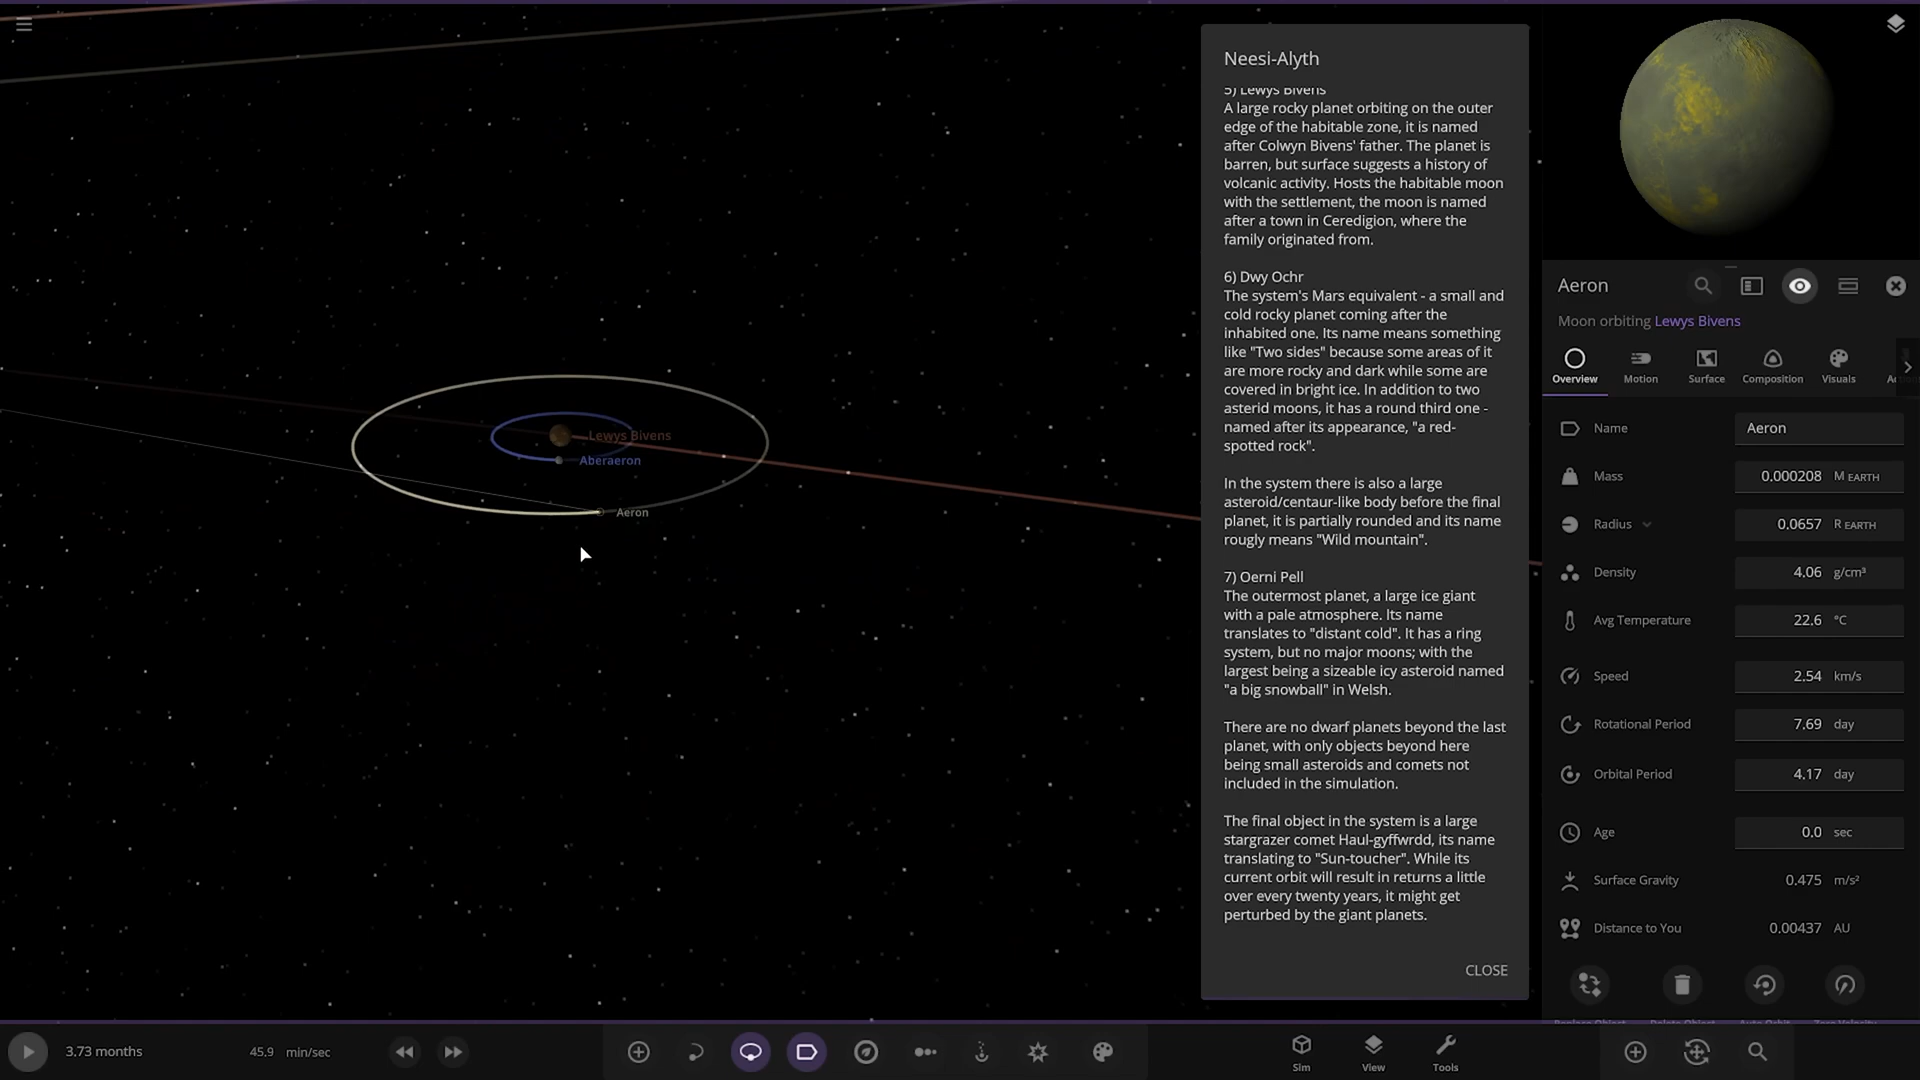 Neesi-Alyth
5) Lewys Bivens
A large rocky planet orbiting on the outer
edge of the habitable zone, it is named
after Colwyn Bivens' father. The planet is
barren, but surface suggests a history of
volcanic activity. Hosts the habitable moon
with the settlement, the moon is named
after a town in Ceredigion, where the
family originated from.
6) Dwy Ochr
The system's Mars equivalent - a small and
cold rocky planet coming after the
inhabited one. Its name means something
like "Two sides" because some areas of it
are more rocky and dark while some are
covered in bright ice. In addition to two
asterid moons, it has a round third one -
named after its appearance, "a red-
spotted rock".
In the system there is also a large
asteroid/centaur-like body before the final
planet, it is partially rounded and its name
rougly means "Wild mountain".
7) Oerni Pell
The outermost planet, a large ice giant
with a pale atmosphere. Its name
translates to "distant cold". It has a ring
system, but no major moons; with the
largest being a sizeable icy asteroid named
"a big snowball" in Welsh.
There are no dwarf planets beyond the last
planet, with only objects beyond here
being small asteroids and comets not
included in the simulation.
The final object in the system is a large
stargrazer comet Haul-gyffwrdd, its name
translating to "Sun-toucher". While its
current orbit will result in returns a little
over every twenty years, it might get
perturbed by the giant planets.
CLOSE
Lewys Bivens
Aberaeron
Aeron
Aeron
Moon orbiting Lewys Bivens
Overview Motion Surface Composition Visuals
Name Aeron
Mass 0.000208 M EARTH
Radius 0.0657 R EARTH
Density 4.06 g/cm³
Avg Temperature 22.6 °C
Speed 2.54 km/s
Rotational Period 7.69 day
Orbital Period 4.17 day
Age 0.0 sec
Surface Gravity 0.475 m/s²
Distance to You 0.00437 AU
Replace Object Delete Object Auto Orbit Zero Velocity
3.73 months 45.9 min/sec
Sim View Tools